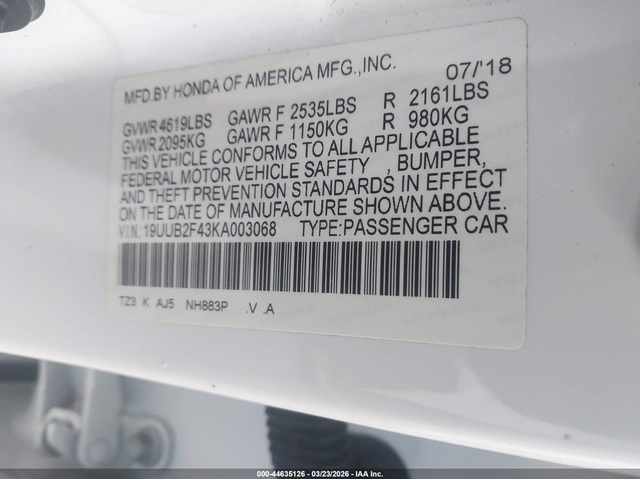 MFD.BY HONDA OF AMERICA MFG.,INC. 07/'18
GVWR 4619LBS GAWR F 2535LBS R 2161LBS
GVWR 2095KG GAWR F 1150KG R 980KG
THIS VEHICLE CONFORMS TO ALL APPLICABLE
FEDERAL MOTOR VEHICLE SAFETY , BUMPER,
AND THEFT PREVENTION STANDARDS IN EFFECT
ON THE DATE OF MANUFACTURE SHOWN ABOVE.
VIN:19UUB2F43KA003068 TYPE:PASSENGER CAR
TZ3 K AJ5 NH883P .V .A
000-44635126 | 03/23/2026 | IAA Inc.